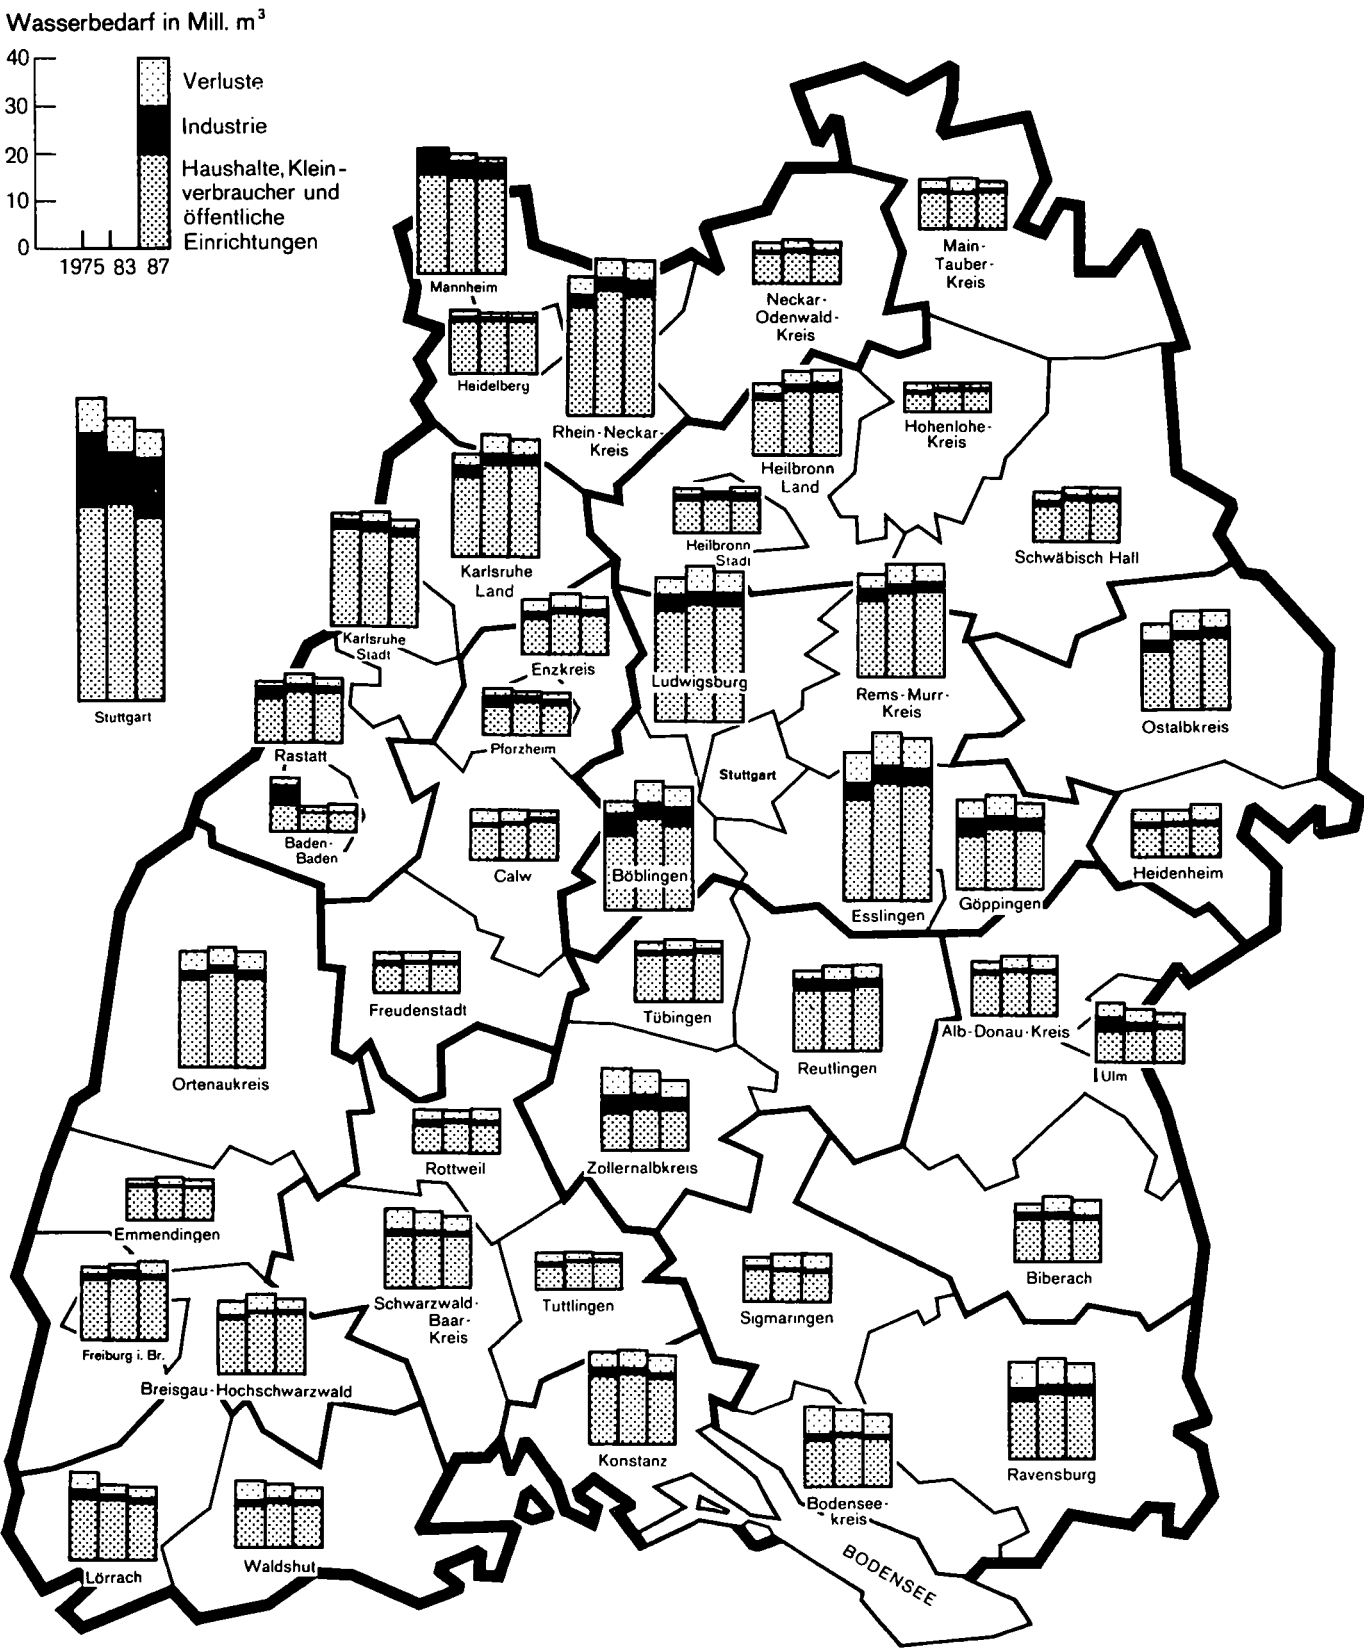 Wasserbedarf in Mill. m³
40
30
20
10
0
1975 83 87
Verluste
Industrie
Haushalte, Klein-
verbraucher und
öffentliche
Einrichtungen
Mannheim
Main-
Tauber-
Kreis
Neckar-
Odenwald-
Kreis
Heidelberg
Rhein-Neckar-
Kreis
Hohenlohe-
Kreis
Heilbronn
Land
Heilbronn
Stadt
Schwäbisch Hall
Karlsruhe
Land
Karlsruhe
Stadt
Enzkreis
Ludwigsburg
Rems-Murr-
Kreis
Ostalbkreis
Stuttgart
Rastatt
Pforzheim
Stuttgart
Baden-
Baden
Calw
Böblingen
Esslingen
Göppingen
Heidenheim
Freudenstadt
Tübingen
Reutlingen
Alb-Donau-Kreis
Ulm
Ortenaukreis
Rottweil
Zollernalbkreis
Emmendingen
Biberach
Schwarzwald-
Baar-
Kreis
Tuttlingen
Sigmaringen
Freiburg i. Br.
Breisgau-Hochschwarzwald
Konstanz
Ravensburg
Bodensee-
kreis
Lörrach
Waldshut
BODENSEE